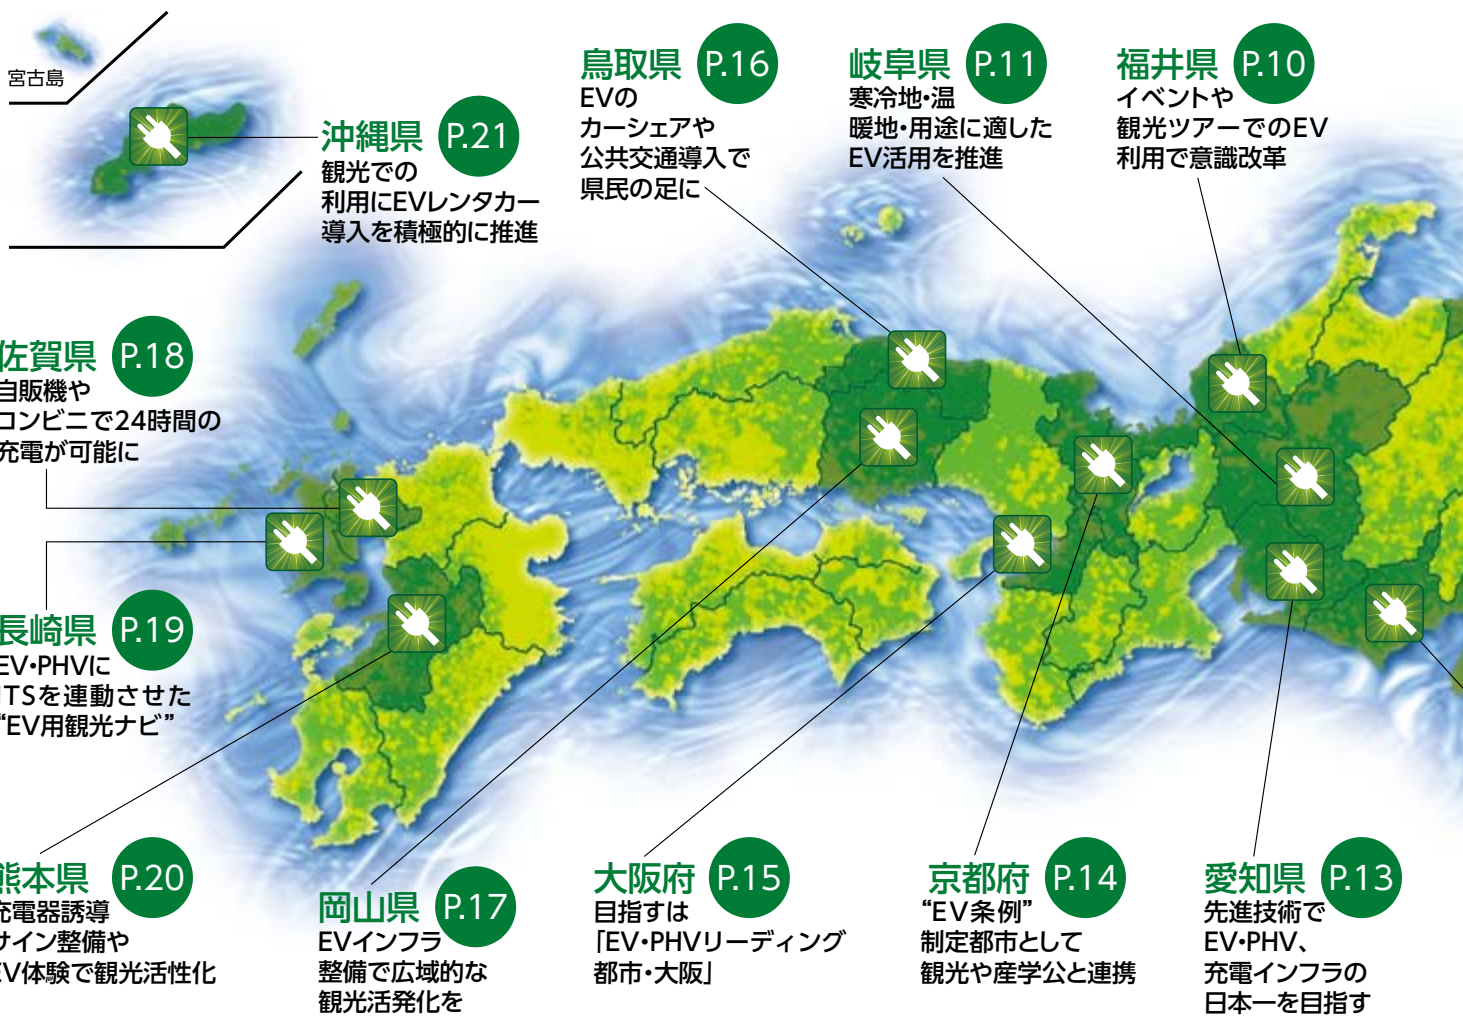 宮古島
沖縄県 P.21
観光での
利用にEVレンタカー
導入を積極的に推進
鳥取県 P.16
EVの
カーシェアや
公共交通導入で
県民の足に
岐阜県 P.11
寒冷地・温
暖地・用途に適した
EV活用を推進
福井県 P.10
イベントや
観光ツアーでのEV
利用で意識改革
佐賀県 P.18
自販機や
コンビニで24時間の
充電が可能に
長崎県 P.19
EV・PHVに
ITSを連動させた
“EV用観光ナビ”
熊本県 P.20
充電器誘導
サイン整備や
EV体験で観光活性化
岡山県 P.17
EVインフラ
整備で広域的な
観光活発化を
大阪府 P.15
目指すは
「EV・PHVリーディング
都市・大阪」
京都府 P.14
“EV条例”
制定都市として
観光や産学公と連携
愛知県 P.13
先進技術で
EV・PHV、
充電インフラの
日本一を目指す